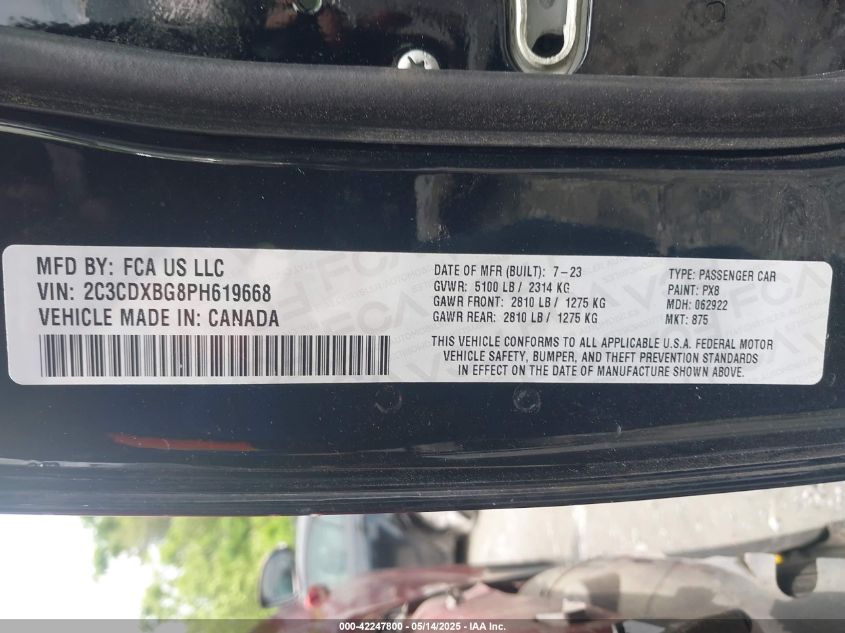 MFD BY: FCA US LLC
VIN: 2C3CDXBG8PH619668
VEHICLE MADE IN: CANADA
DATE OF MFR (BUILT): 7-23
GVWR: 5100 LB / 2314 KG
GAWR FRONT: 2810 LB / 1275 KG
GAWR REAR: 2810 LB / 1275 KG
TYPE: PASSENGER CAR
PAINT: PX8
MDH: 062922
MKT: 875
THIS VEHICLE CONFORMS TO ALL APPLICABLE U.S.A. FEDERAL MOTOR
VEHICLE SAFETY, BUMPER, AND THEFT PREVENTION STANDARDS
IN EFFECT ON THE DATE OF MANUFACTURE SHOWN ABOVE.
000-42247800 - 05/14/2025 - IAA Inc.